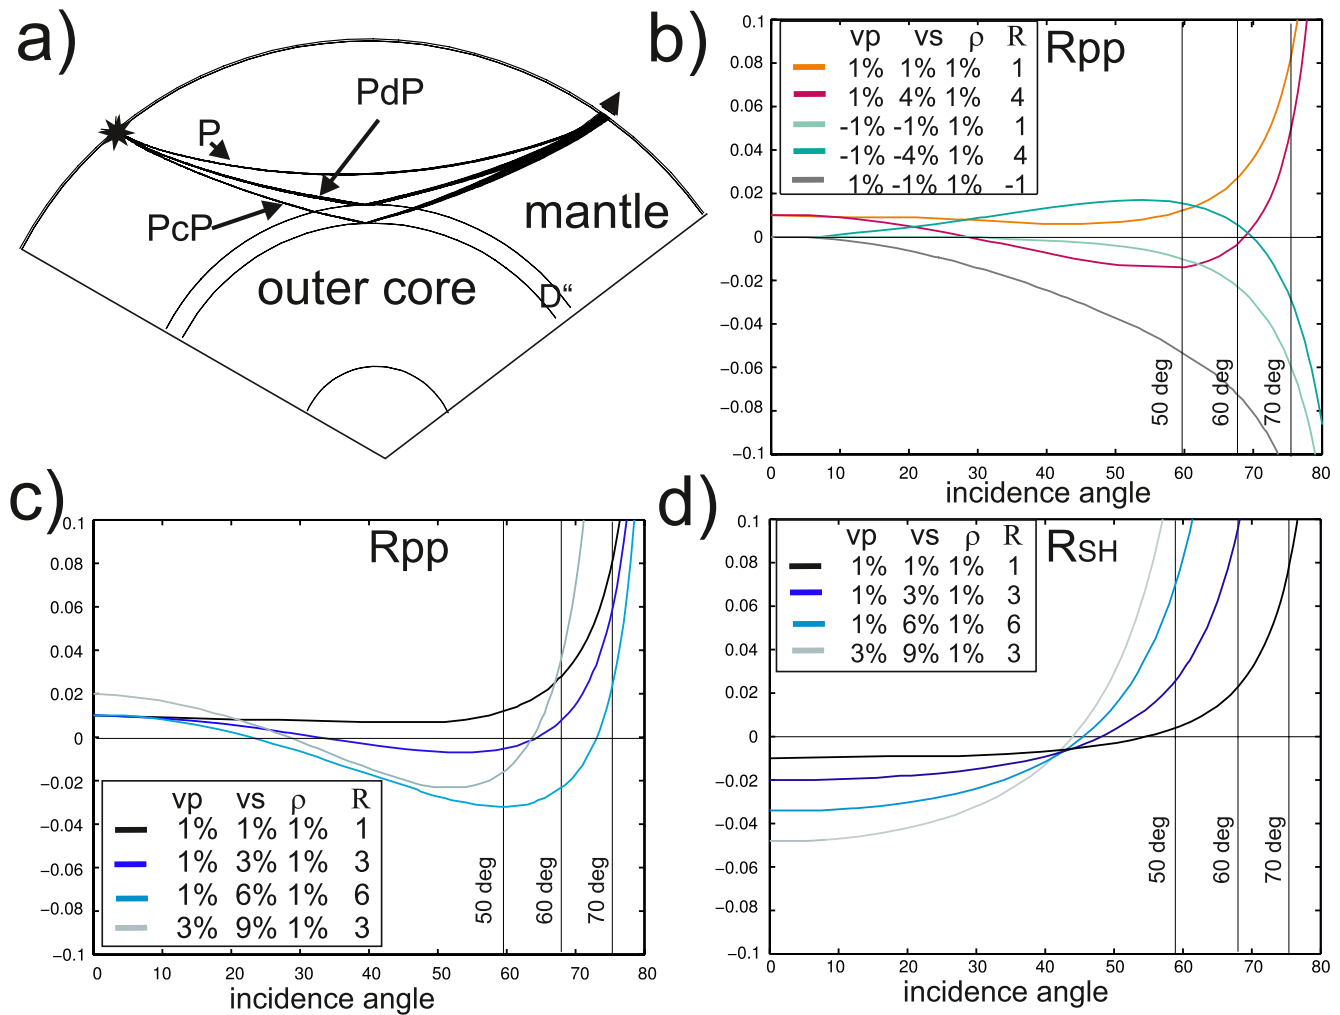 a)
PdP
P
PcP
mantle
outer core
D“
b)
Rpp
vp vs ρ R
1% 1% 1% 1
1% 4% 1% 4
-1% -1% 1% 1
-1% -4% 1% 4
1% -1% 1% -1
0.1
0.08
0.06
0.04
0.02
0
−0.02
−0.04
−0.06
−0.08
−0.1
50 deg
60 deg
70 deg
0 10 20 30 40 50 60 70 80
incidence angle
c)
Rpp
0.1
0.08
0.06
0.04
0.02
0
−0.02
−0.04
−0.06
−0.08
−0.1
vp vs ρ R
1% 1% 1% 1
1% 3% 1% 3
1% 6% 1% 6
3% 9% 1% 3
50 deg
60 deg
70 deg
0 10 20 30 40 50 60 70 80
incidence angle
d)
RSH
vp vs ρ R
1% 1% 1% 1
1% 3% 1% 3
1% 6% 1% 6
3% 9% 1% 3
0.1
0.08
0.06
0.04
0.02
0
−0.02
−0.04
−0.06
−0.08
−0.1
50 deg
60 deg
70 deg
0 10 20 30 40 50 60 70 80
incidence angle